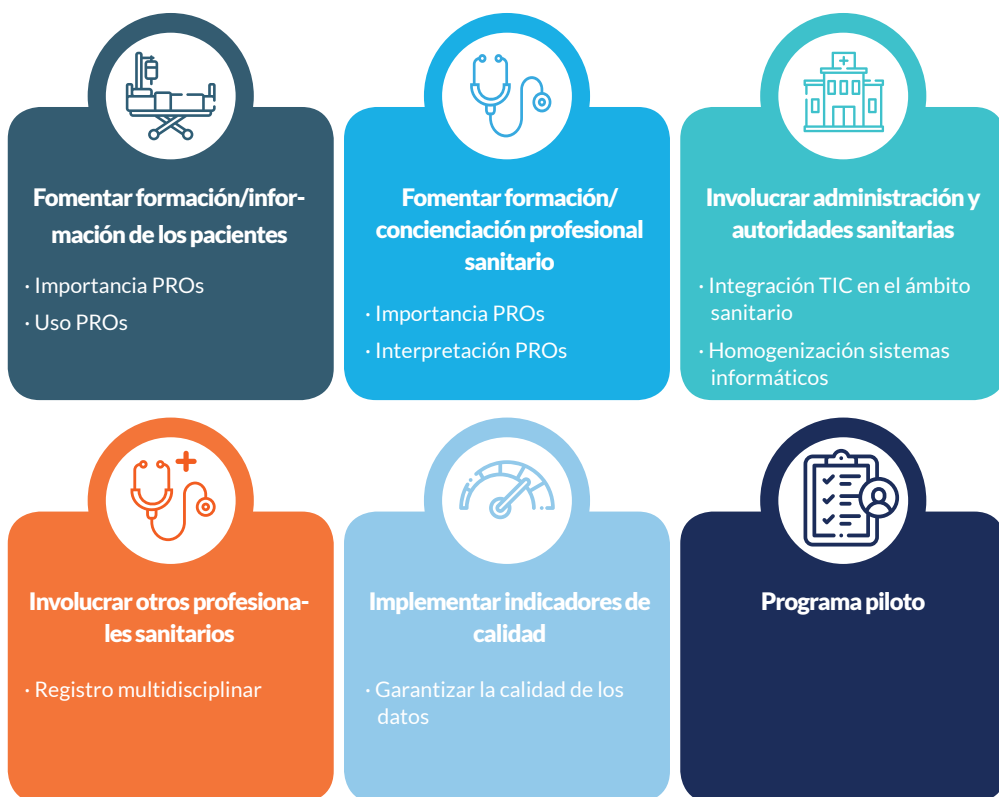 Fomentar formación/infor-
mación de los pacientes
· Importancia PROs
· Uso PROs
Fomentar formación/
concienciación profesional
sanitario
· Importancia PROs
· Interpretación PROs
Involucrar administración y
autoridades sanitarias
· Integración TIC en el ámbito
sanitario
· Homogenización sistemas
informáticos
Involucrar otros profesiona-
les sanitarios
· Registro multidisciplinar
Implementar indicadores de
calidad
· Garantizar la calidad de los
datos
Programa piloto